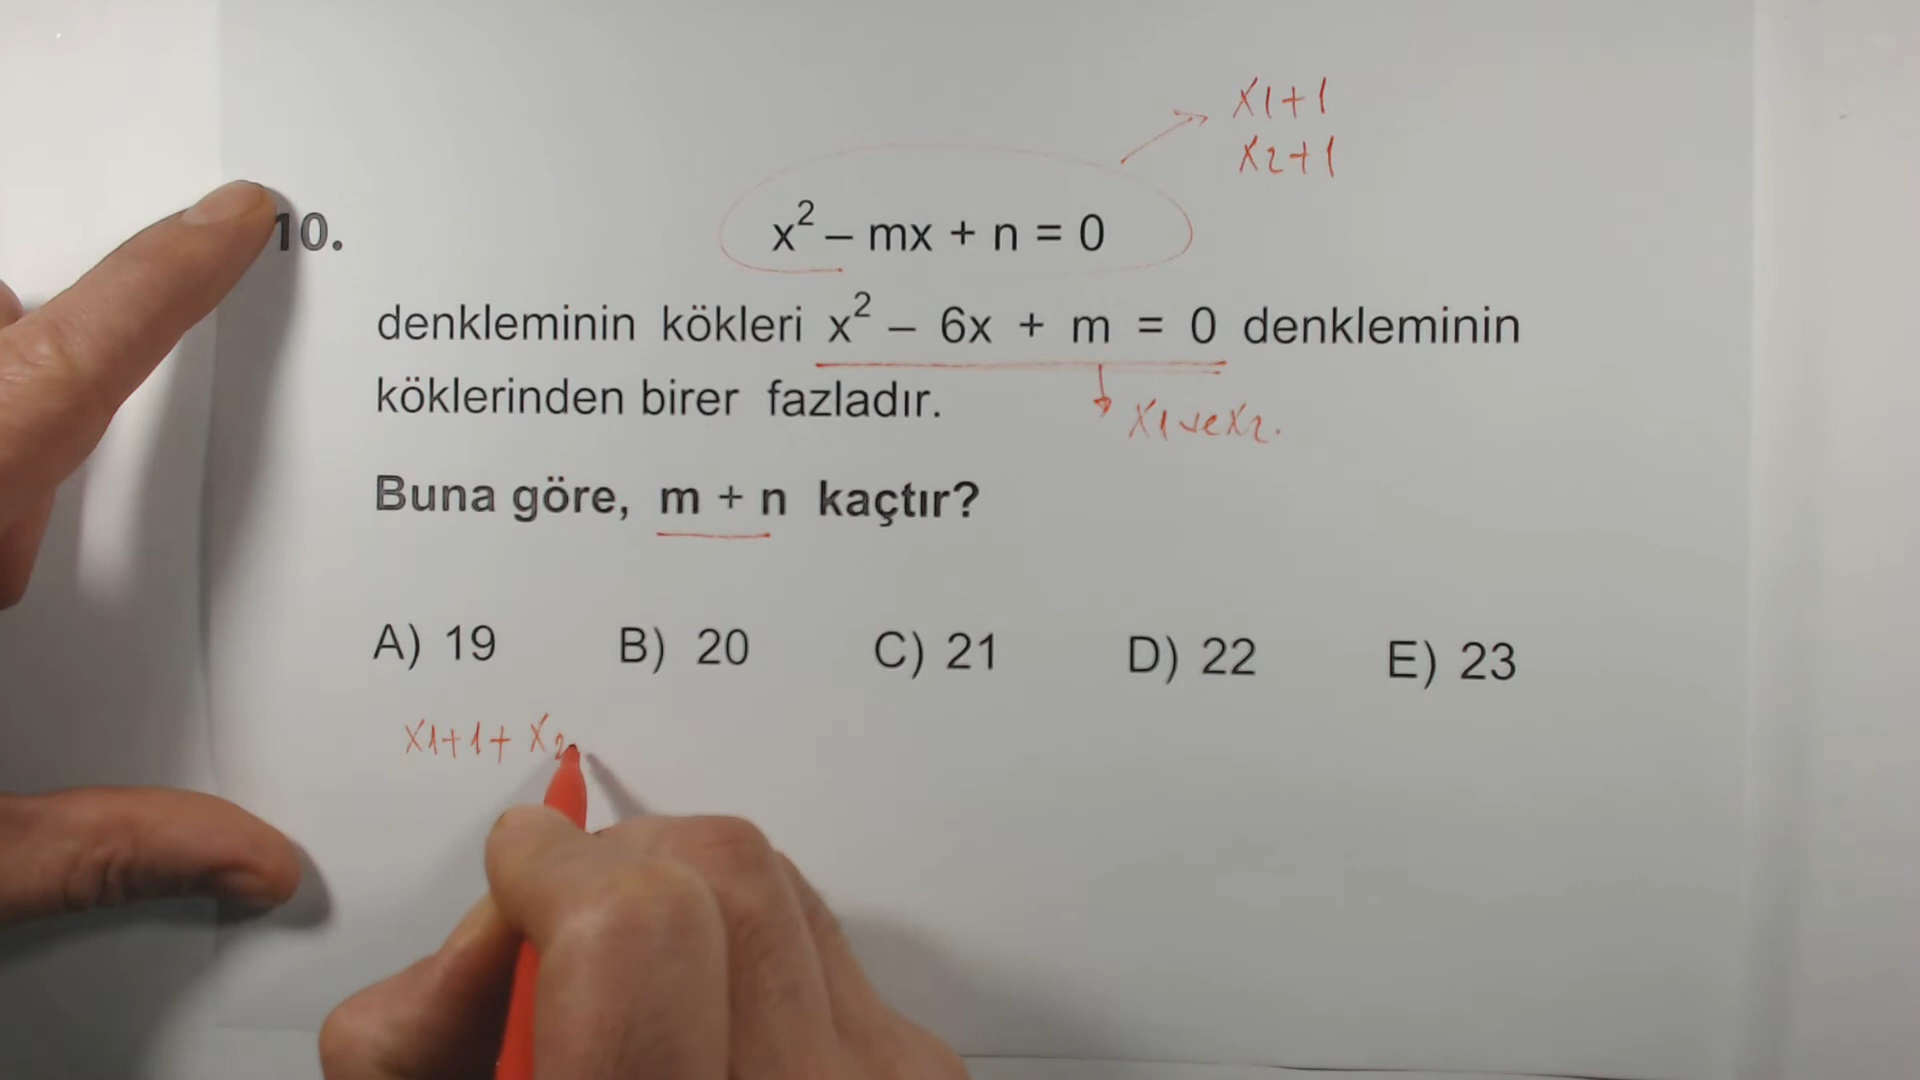 x1+1
x2+1
10. x² – mx + n = 0
denkleminin kökleri x² – 6x + m = 0 denkleminin
köklerinden birer fazladır.
x1 ve x2.
Buna göre, m + n kaçtır?
A) 19 B) 20 C) 21 D) 22 E) 23
x1+1+ x2